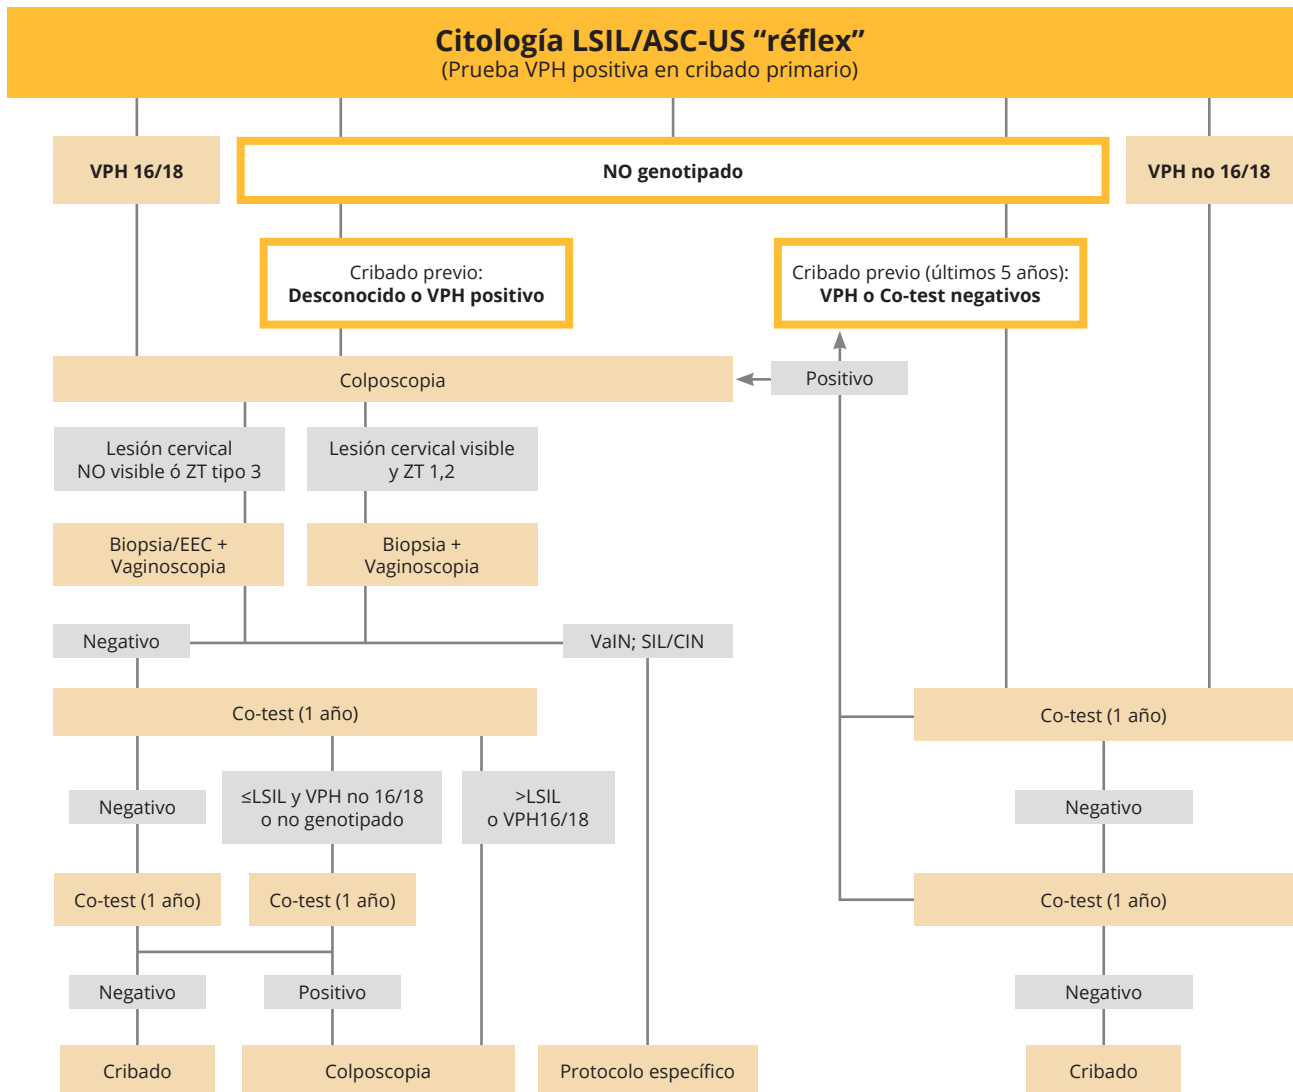 Citología LSIL/ASC-US “réflex”
(Prueba VPH positiva en cribado primario)
VPH 16/18
NO genotipado
VPH no 16/18
Cribado previo:
Desconocido o VPH positivo
Cribado previo (últimos 5 años):
VPH o Co-test negativos
Colposcopia
Positivo
Lesión cervical
NO visible ó ZT tipo 3
Lesión cervical visible
y ZT 1,2
Biopsia/EEC +
Vaginoscopia
Biopsia +
Vaginoscopia
Negativo
VaIN; SIL/CIN
Co-test (1 año)
Co-test (1 año)
Negativo
≤LSIL y VPH no 16/18
o no genotipado
>LSIL
o VPH16/18
Negativo
Co-test (1 año)
Co-test (1 año)
Co-test (1 año)
Negativo
Positivo
Negativo
Cribado
Colposcopia
Protocolo específico
Cribado